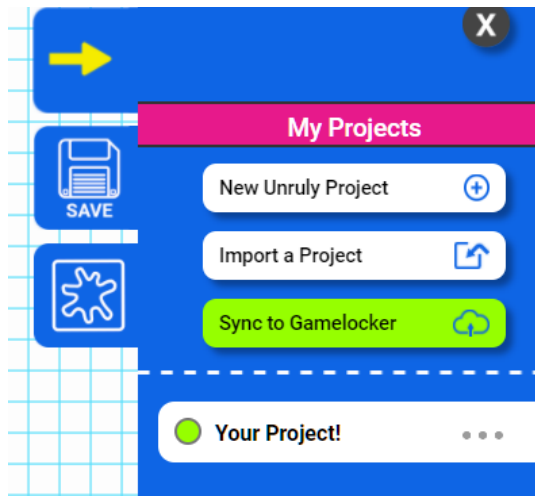 X
My Projects
SAVE
New Unruly Project
Import a Project
Sync to Gamelocker
Your Project!